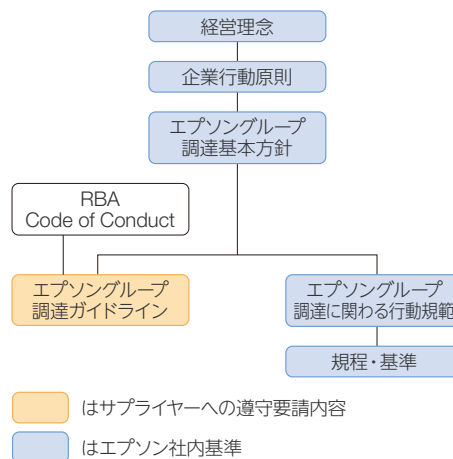 経営理念
企業行動原則
エプソングループ
調達基本方針
RBA
Code of Conduct
エプソングループ
調達ガイドライン
エプソングループ
調達に関わる行動規範
規程・基準
はサプライヤーへの遵守要請内容
はエプソン社内基準